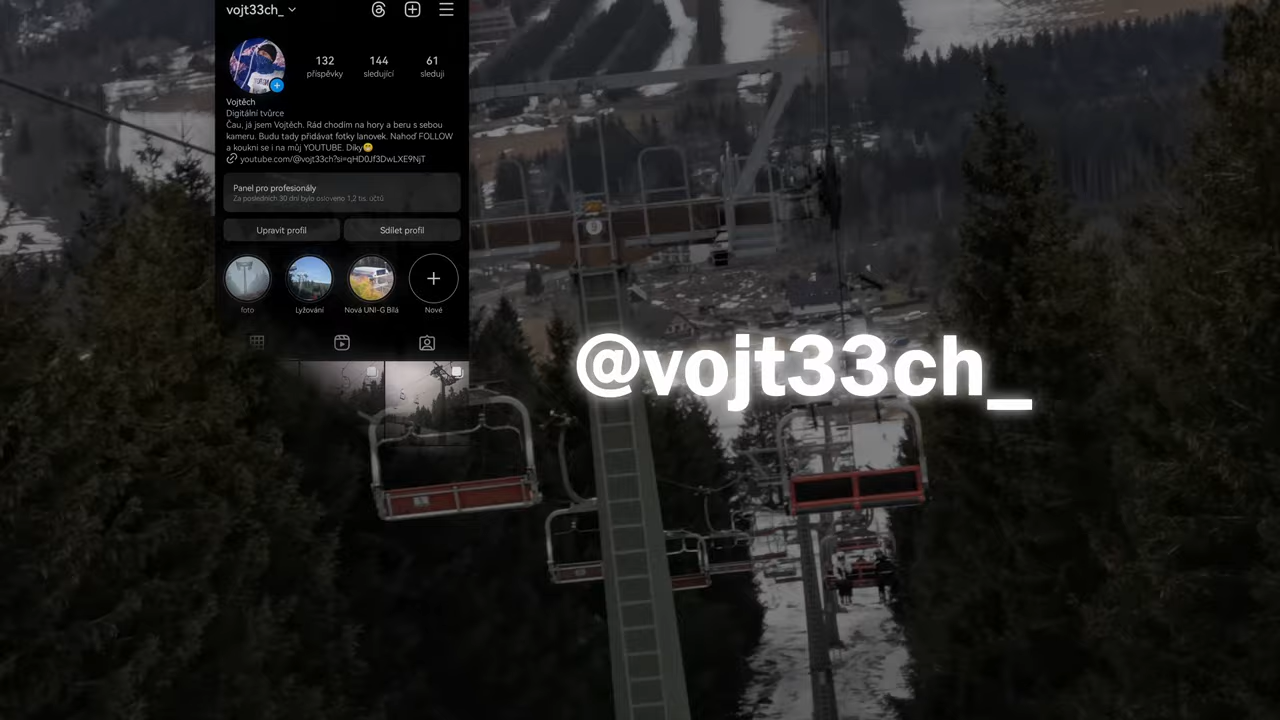 vojt33ch_
132
144
61
příspěvky
sledující
sleduji
Vojtěch
Digitální tvůrce
Čau, já jsem Vojtěch. Rád chodím na hory a beru s sebou
kameru. Budu tady přidávat fotky lanovek. Nahoď FOLLOW
a koukni se i na můj YOUTUBE. Díky🤫
youtube.com/@vojt33ch?si=qHD0Jf3DwLXE9NjT
Panel pro profesionály
Za posledních 30 dní bylo osloveno 1,2 tis. účtů
Upravit profil
Sdílet profil
foto
Lyžování
Nová UNI-G Bílá
Nové
9
@vojt33ch_